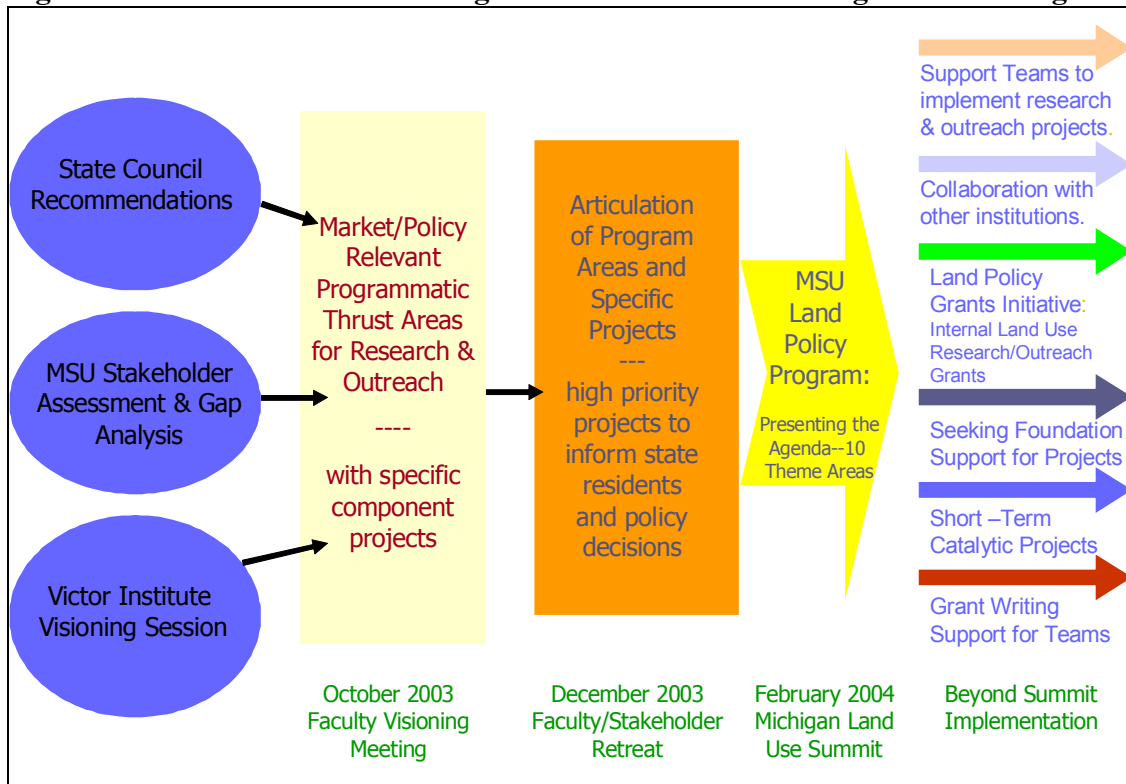 State Council
Recommendations
MSU Stakeholder
Assessment & Gap
Analysis
Victor Institute
Visioning Session
Market/Policy
Relevant
Programmatic
Thrust Areas
for Research &
Outreach
----
with specific
component
projects
October 2003
Faculty Visioning
Meeting
Articulation
of Program
Areas and
Specific
Projects
---
high priority
projects to
inform state
residents
and policy
decisions
December 2003
Faculty/Stakeholder
Retreat
MSU
Land
Policy
Program:
Presenting the
Agenda--10
Theme Areas
February 2004
Michigan Land
Use Summit
Support Teams to
implement research
& outreach projects.
Collaboration with
other institutions.
Land Policy
Grants Initiative:
Internal Land Use
Research/Outreach
Grants
Seeking Foundation
Support for Projects
Short –Term
Catalytic Projects
Grant Writing
Support for Teams
Beyond Summit
Implementation